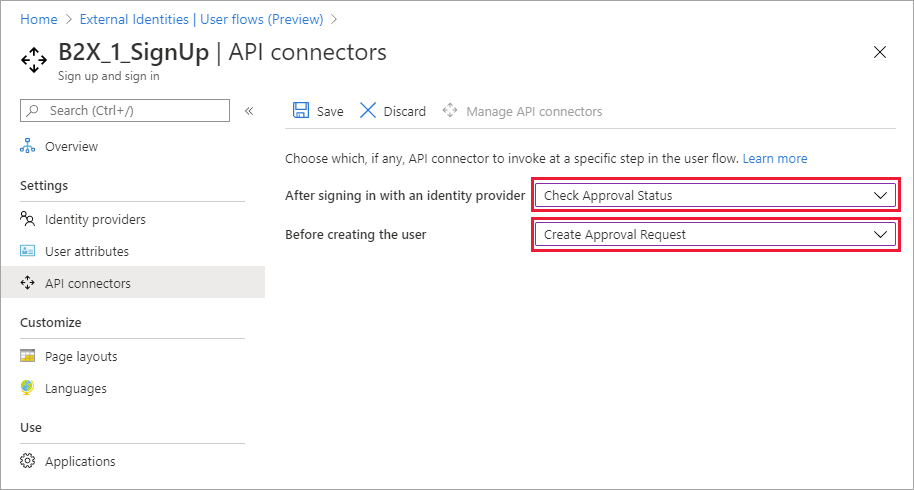 Home > External Identities | User flows (Preview) >
B2X_1_SignUp | API connectors
Sign up and sign in
Search (Ctrl+/)
«
Save
Discard
Manage API connectors
Overview
Choose which, if any, API connector to invoke at a specific step in the user flow. Learn more
Settings
After signing in with an identity provider
Check Approval Status
Identity providers
Before creating the user
Create Approval Request
User attributes
API connectors
Customize
Page layouts
Languages
Use
Applications